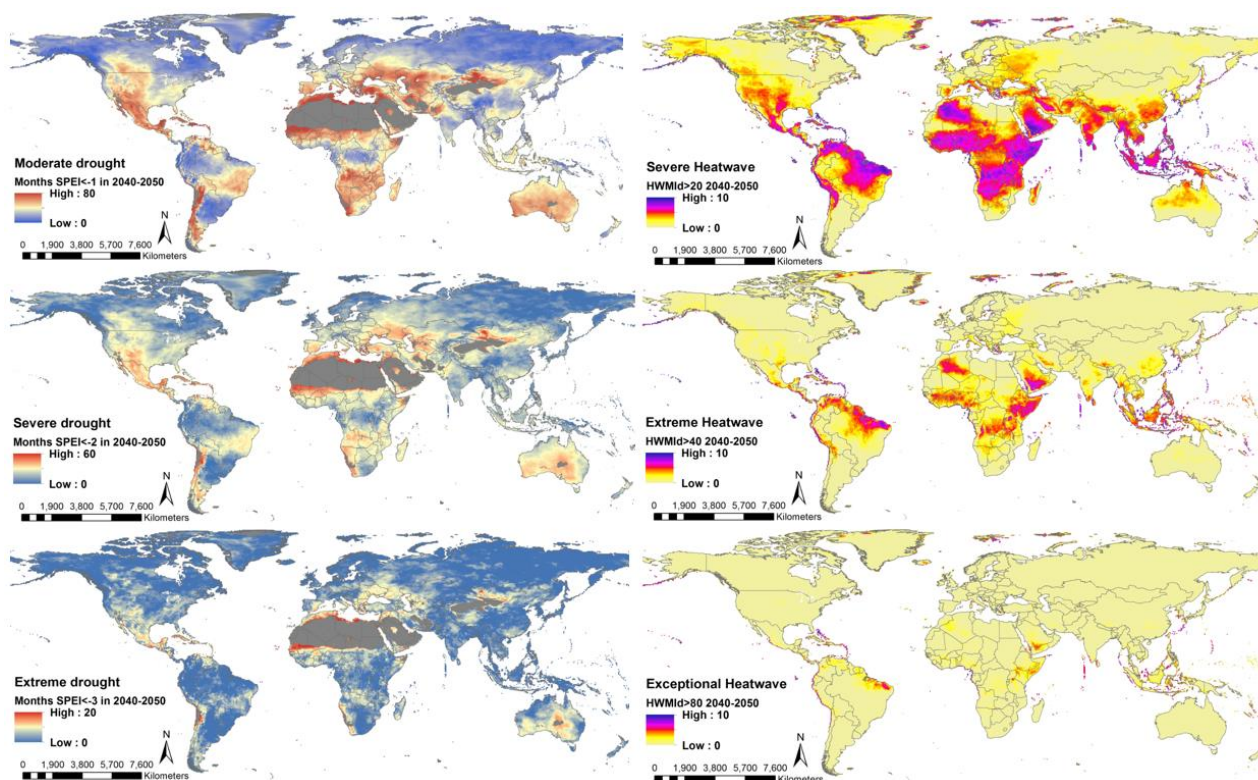 Moderate drought
Months SPEI<-1 in 2040-2050
High : 80
Low : 0
N
0 1,900 3,800 5,700 7,600
Kilometers
Severe Heatwave
HWMId>20 2040-2050
High : 10
Low : 0
N
0 1,900 3,800 5,700 7,600
Kilometers
Severe drought
Months SPEI<-2 in 2040-2050
High : 60
Low : 0
N
0 1,900 3,800 5,700 7,600
Kilometers
Extreme Heatwave
HWMId>40 2040-2050
High : 10
Low : 0
N
0 1,900 3,800 5,700 7,600
Kilometers
Extreme drought
Months SPEI<-3 in 2040-2050
High : 20
Low : 0
N
0 1,900 3,800 5,700 7,600
Kilometers
Exceptional Heatwave
HWMId>80 2040-2050
High : 10
Low : 0
N
0 1,900 3,800 5,700 7,600
Kilometers